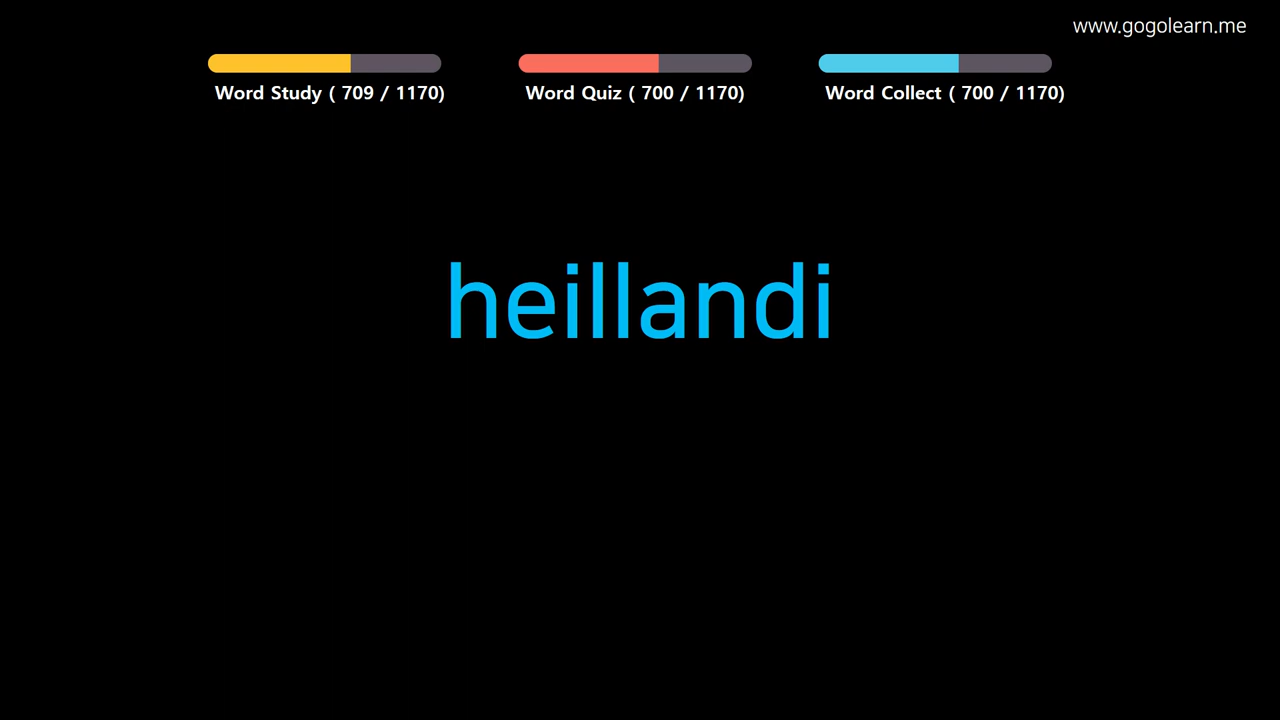 www.gogolearn.me
Word Study ( 709 / 1170)
Word Quiz ( 700 / 1170)
Word Collect ( 700 / 1170)
heillandi